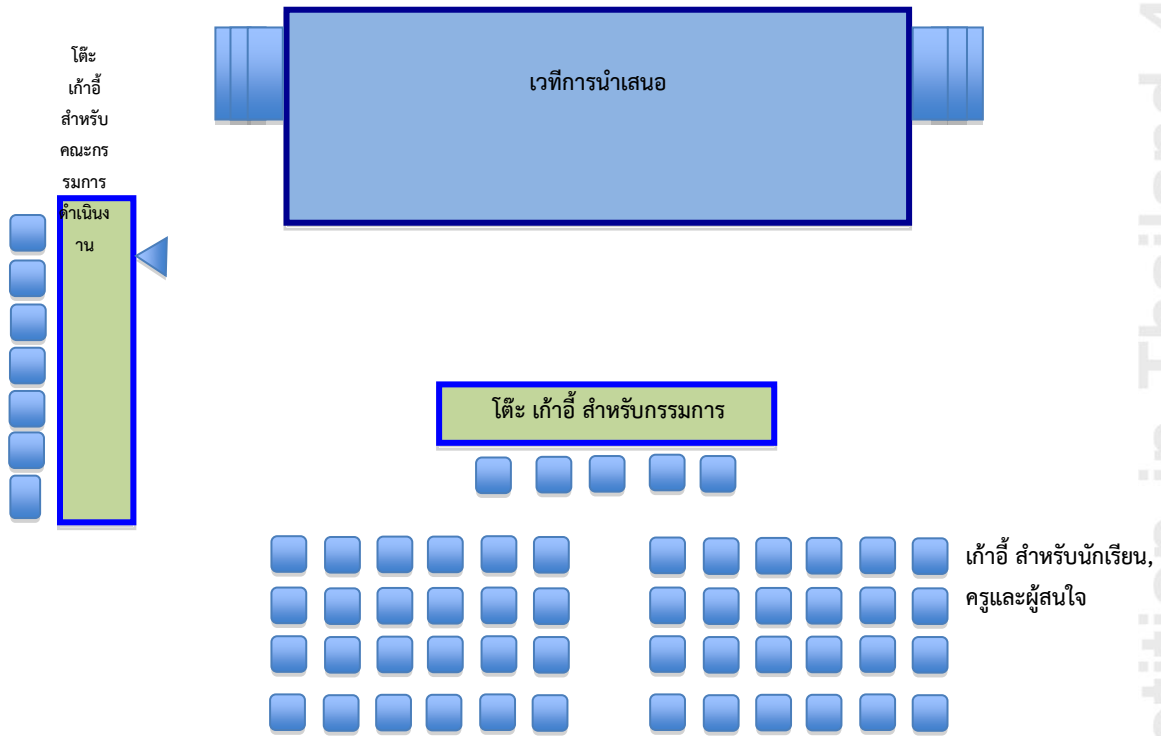 เวทีการนำเสนอ
โต๊ะ
เก้าอี้
สำหรับ
คณะกร
รมการ
ดำเนินง
าน
โต๊ะ เก้าอี้ สำหรับกรรมการ
เก้าอี้ สำหรับนักเรียน,
ครูและผู้สนใจ
in Thailand